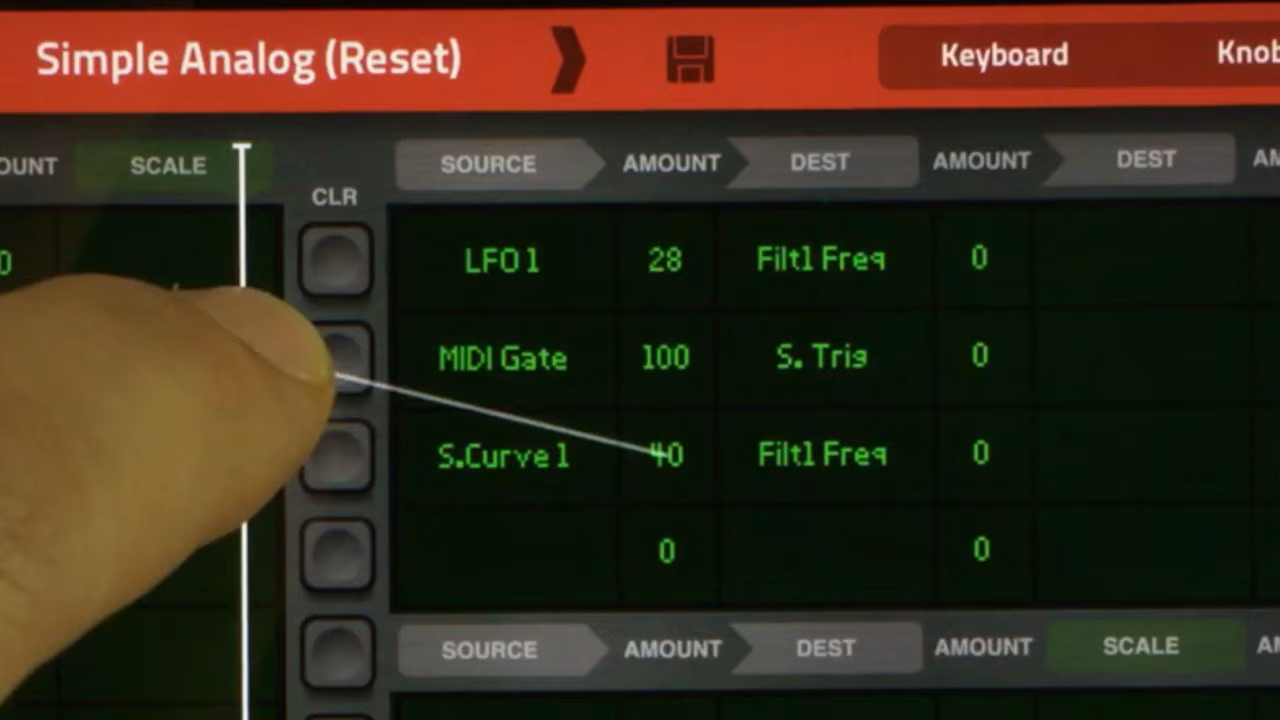 Simple Analog (Reset) Keyboard
SCALE
CLR
SOURCE AMOUNT DEST AMOUNT DEST
LFO 1 28 Filt1 Freq 0
MIDI Gate 100 S. Trig 0
S.Curve 1 40 Filt1 Freq 0
0 0
SOURCE AMOUNT DEST AMOUNT SCALE